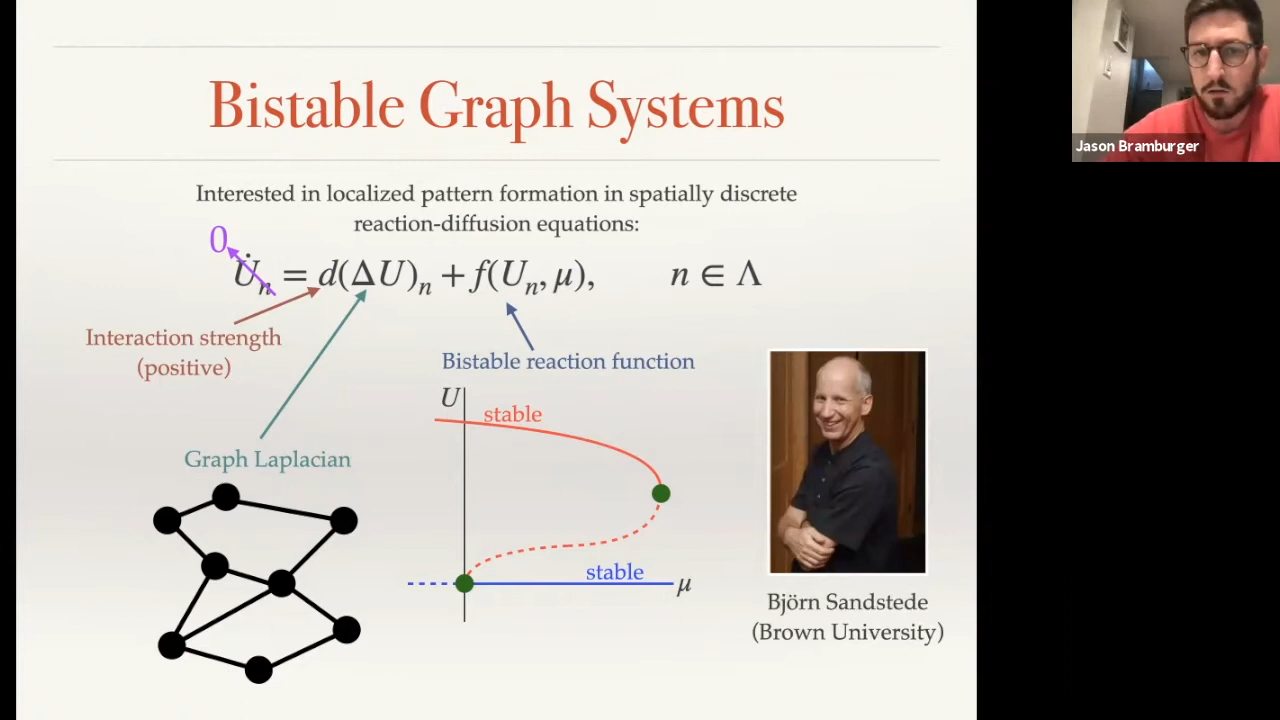 Bistable Graph Systems
Interested in localized pattern formation in spatially discrete
reaction-diffusion equations:
0
U̇ₙ = d(ΔU)ₙ + f(Uₙ, μ),    n ∈ Λ
Interaction strength
(positive)
Bistable reaction function
Graph Laplacian
U
stable
stable
μ
Björn Sandstede
(Brown University)
Jason Bramburger